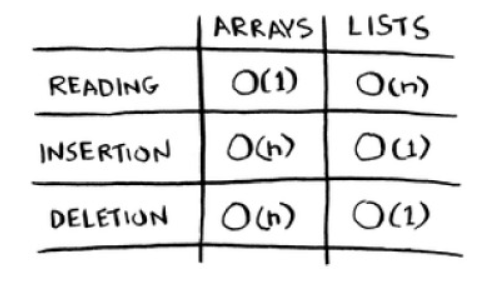 ARRAYS LISTS
READING O(1) O(n)
INSERTION O(n) O(1)
DELETION O(n) O(1)